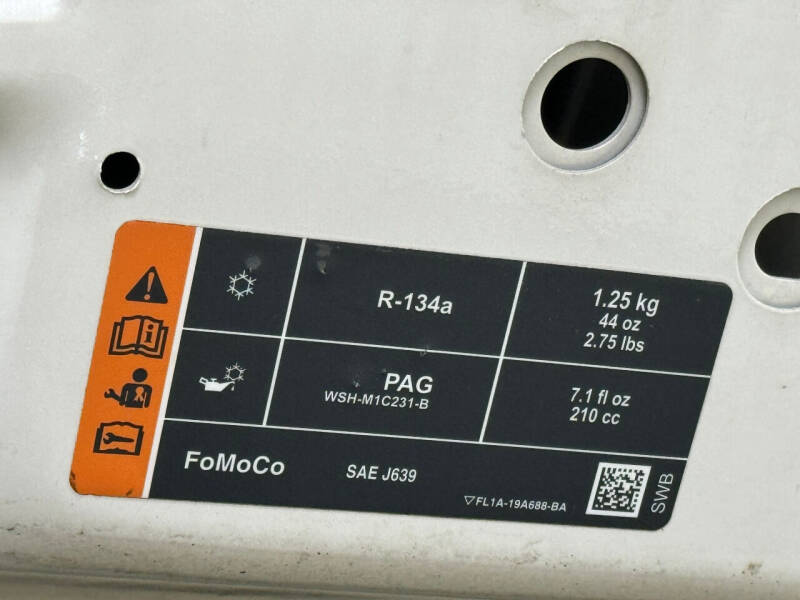 R-134a
1.25 kg
44 oz
2.75 lbs
PAG
WSH-M1C231-B
7.1 fl oz
210 cc
FoMoCo
SAE J639
▽FL1A-19A688-BA
SWB